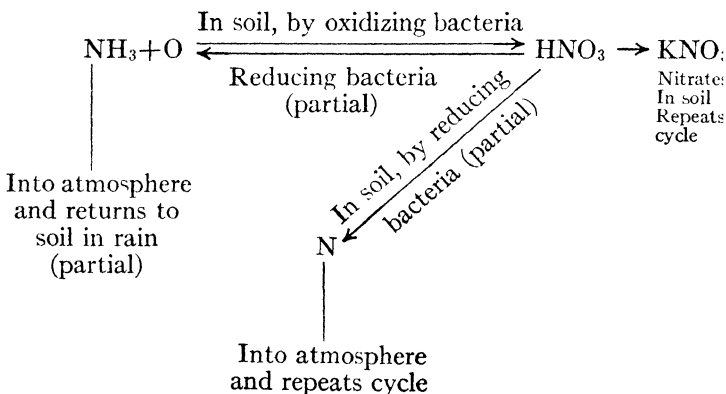 In soil, by oxidizing bacteria
NH₃+O ⇌ HNO₃ → KNO₃
Reducing bacteria
(partial)
Nitrates
In soil
Repeats
cycle
In soil, by reducing
bacteria (partial)
Into atmosphere
and returns to
soil in rain
(partial)
N
Into atmosphere
and repeats cycle